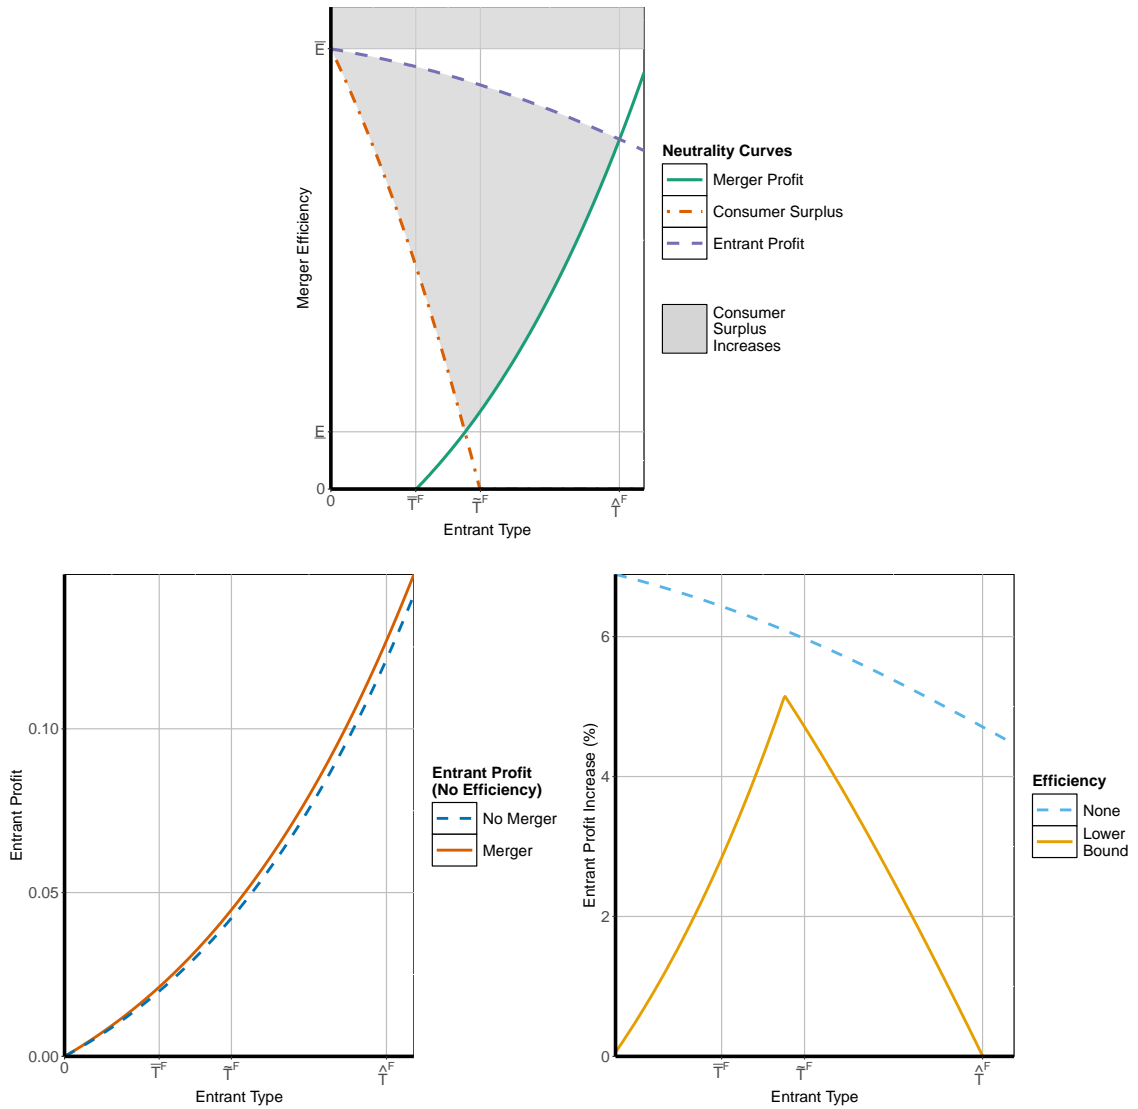 E̅
E̲
0
0
T̿ᶠ
T̃ᶠ
T̂ᶠ
Merger Efficiency
Entrant Type
Neutrality Curves
Merger Profit
Consumer Surplus
Entrant Profit
Consumer
Surplus
Increases
0.10
0.05
0.00
0
T̿ᶠ
T̃ᶠ
T̂ᶠ
Entrant Profit
Entrant Type
Entrant Profit
(No Efficiency)
No Merger
Merger
6
4
2
0
T̿ᶠ
T̃ᶠ
T̂ᶠ
Entrant Profit Increase (%)
Entrant Type
Efficiency
None
Lower
Bound